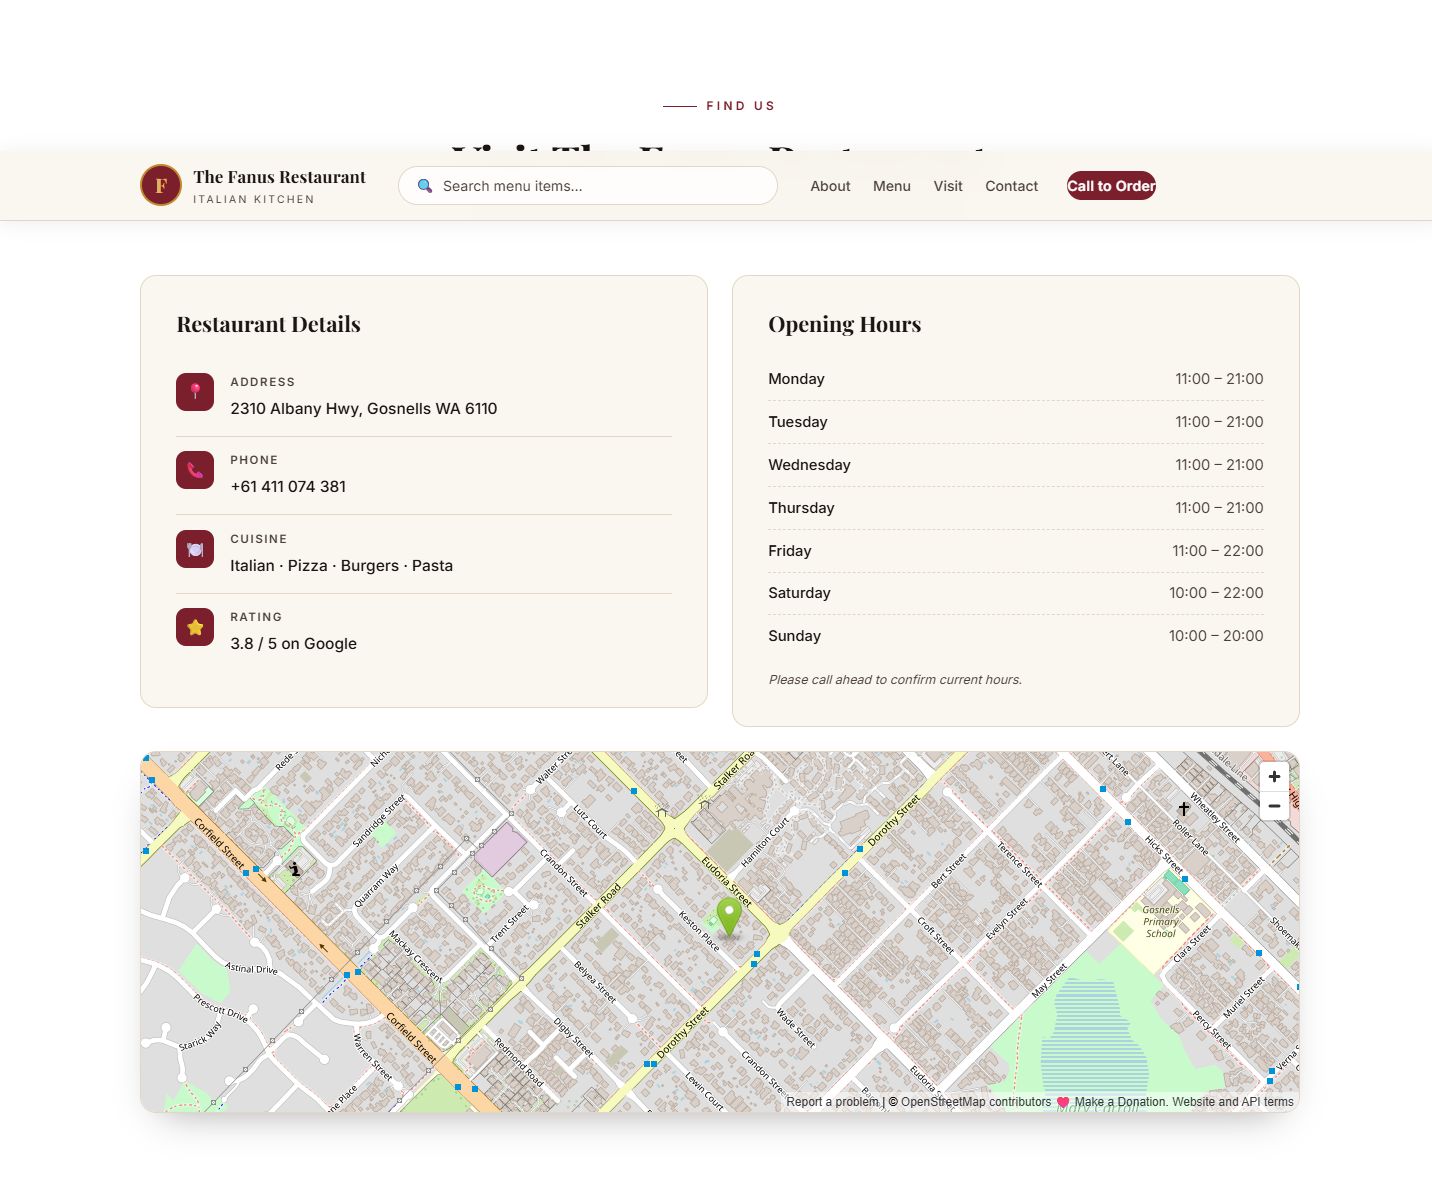 FIND US
Visit The Fanus Restaurant
F
The Fanus Restaurant
ITALIAN KITCHEN
Search menu items...
About
Menu
Visit
Contact
Call to Order
Restaurant Details
ADDRESS
2310 Albany Hwy, Gosnells WA 6110
PHONE
+61 411 074 381
CUISINE
Italian · Pizza · Burgers · Pasta
RATING
3.8 / 5 on Google
Opening Hours
Monday 11:00 – 21:00
Tuesday 11:00 – 21:00
Wednesday 11:00 – 21:00
Thursday 11:00 – 21:00
Friday 11:00 – 22:00
Saturday 10:00 – 22:00
Sunday 10:00 – 20:00
Please call ahead to confirm current hours.
Corfield Street
Sandridge Street
Quarram Way
Mackay Crescent
Trent Street
Crandon Street
Lutz Court
Stalker Road
Eudoria Street
Hamilton Court
Dorothy Street
Keston Place
Belyea Street
Digby Street
Redmond Road
Astinal Drive
Prescott Drive
Starick Way
Warren Street
Corfield Street
Dorothy Street
Lewin Court
Wade Street
Bert Street
Terence Street
Evelyn Street
Croft Street
May Street
Hicks Street
Roller Lane
Wheatley Street
Gosnells
Primary
School
Clara Street
Muriel Street
Percy Street
+
−
Report a problem | © OpenStreetMap contributors ♥ Make a Donation. Website and API terms